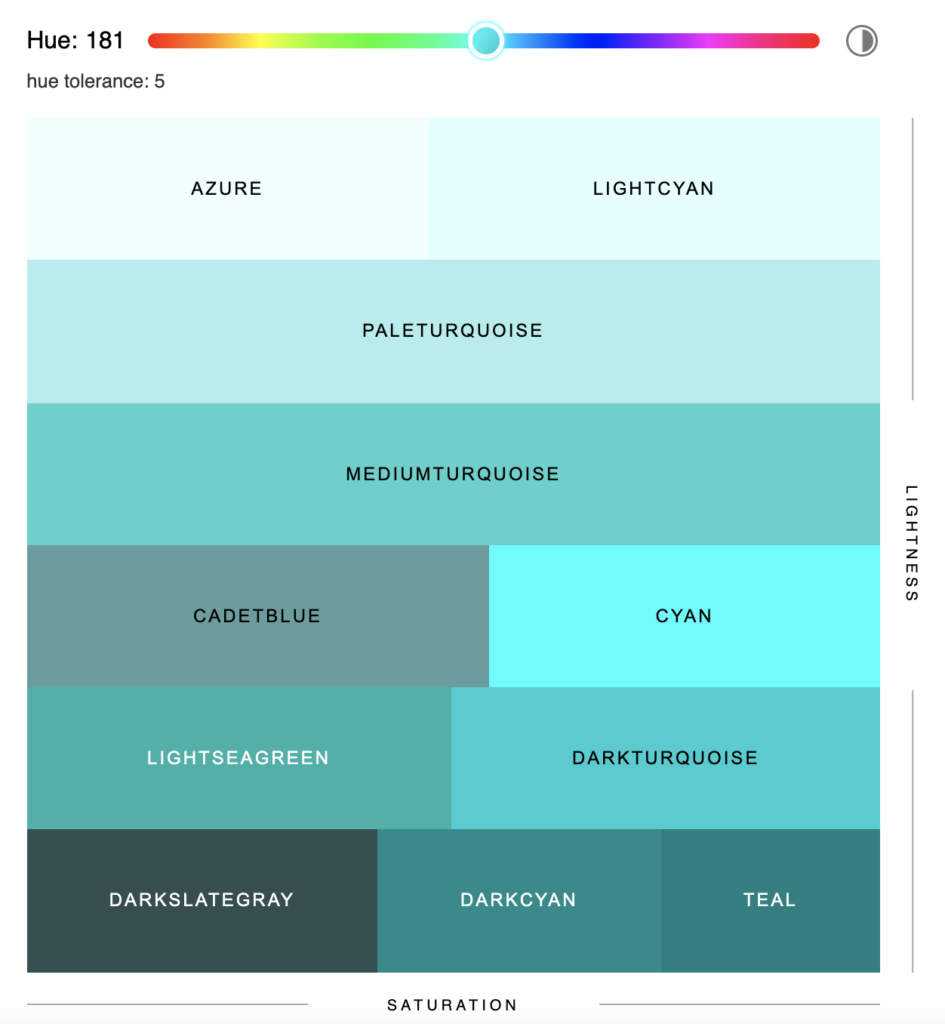 Hue: 181
hue tolerance: 5
AZURE
LIGHTCYAN
PALETURQUOISE
MEDIUMTURQUOISE
CADETBLUE
CYAN
LIGHTSEAGREEN
DARKTURQUOISE
DARKSLATEGRAY
DARKCYAN
TEAL
LIGHTNESS
SATURATION